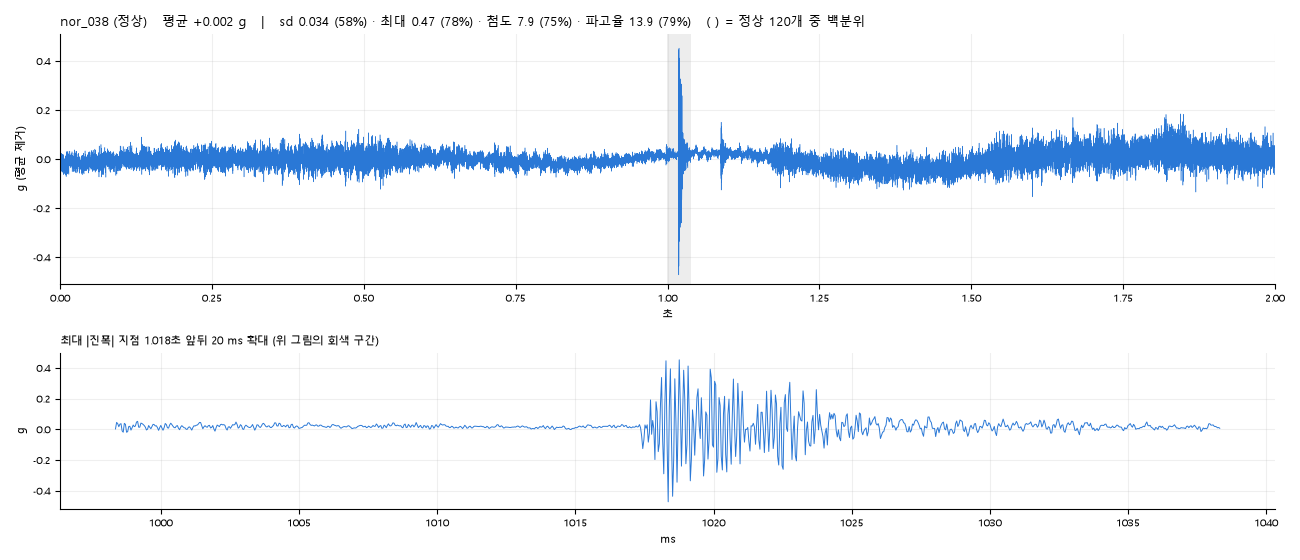 nor_038 (정상) 평균 +0.002 g | sd 0.034 (58%) · 최대 0.47 (78%) · 첨도 7.9 (75%) · 파고율 13.9 (79%) ( ) = 정상 120개 중 백분위
g (평균 제거)
0.4
0.2
0.0
-0.2
-0.4
0.00 0.25 0.50 0.75 1.00 1.25 1.50 1.75 2.00
초
최대 |진폭| 지점 1.018초 앞뒤 20 ms 확대 (위 그림의 회색 구간)
g
0.4
0.2
0.0
-0.2
-0.4
1000 1005 1010 1015 1020 1025 1030 1035 1040
ms